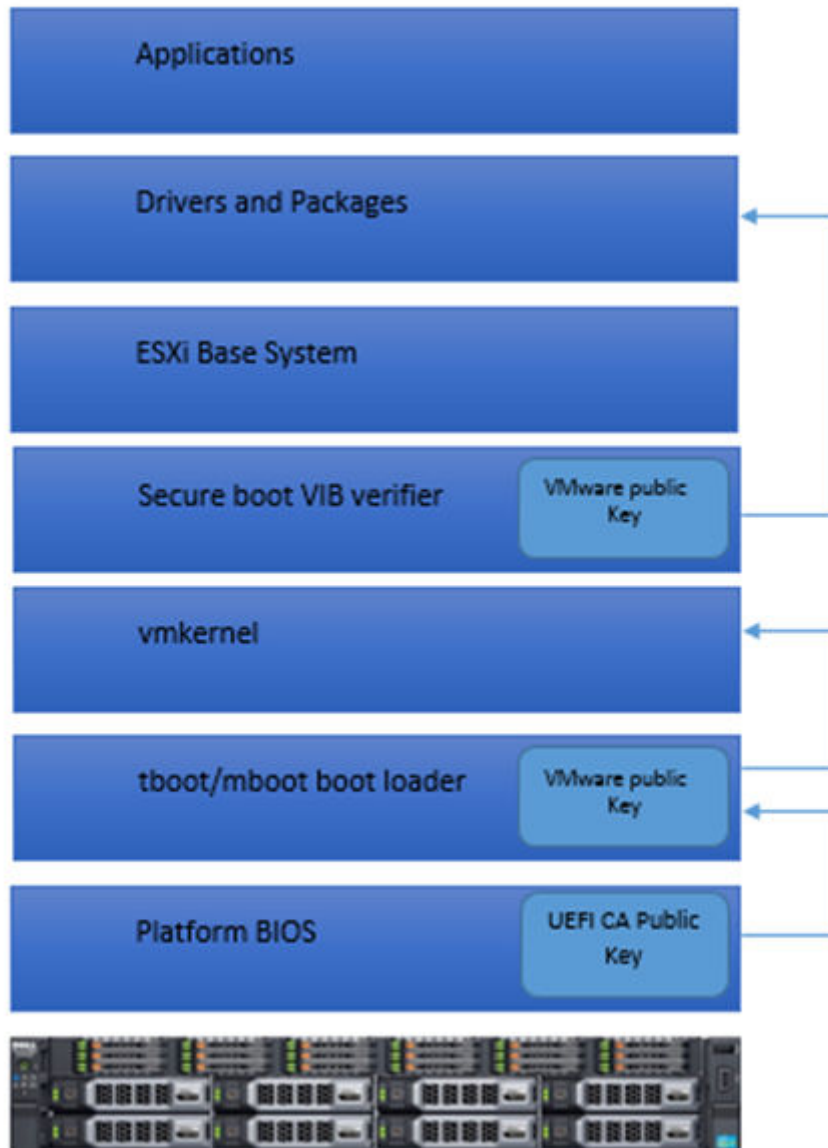 Applications
Drivers and Packages
ESXi Base System
Secure boot VIB verifier
VMware public
Key
vmkernel
tboot/mboot boot loader
VMware public
Key
Platform BIOS
UEFI CA Public
Key
DELL